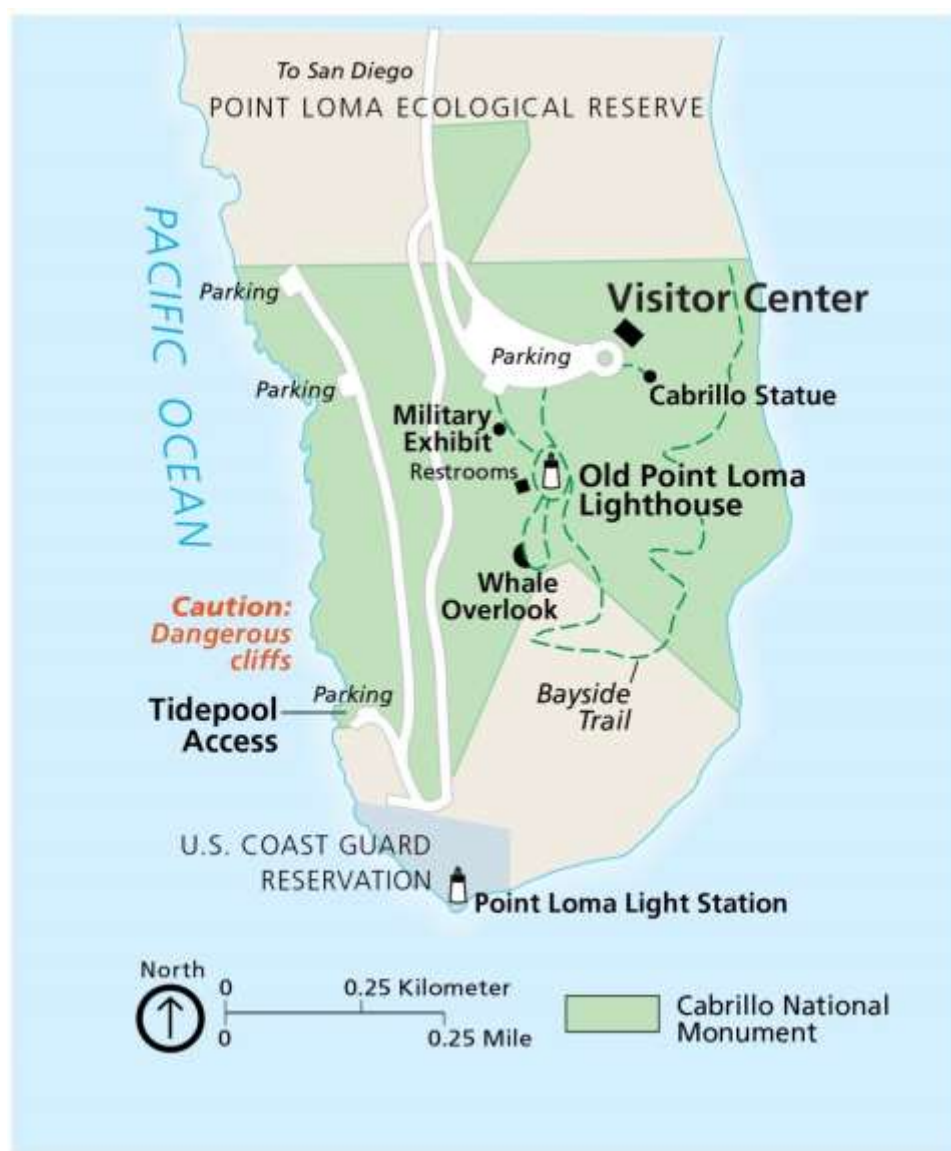 To San Diego
POINT LOMA ECOLOGICAL RESERVE
PACIFIC OCEAN
Parking
Visitor Center
Parking
Parking
Cabrillo Statue
Military
Exhibit
Restrooms
Old Point Loma
Lighthouse
Whale
Overlook
Caution:
Dangerous
cliffs
Parking
Tidepool
Access
Bayside
Trail
U.S. COAST GUARD
RESERVATION
Point Loma Light Station
North
0 0.25 Kilometer
0 0.25 Mile
Cabrillo National
Monument